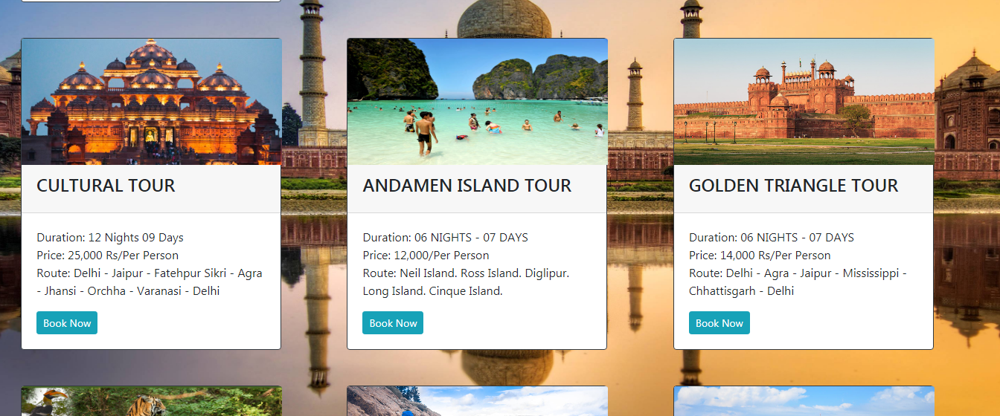 CULTURAL TOUR
Duration: 12 Nights 09 Days
Price: 25,000 Rs/Per Person
Route: Delhi - Jaipur - Fatehpur Sikri - Agra
- Jhansi - Orchha - Varanasi - Delhi
Book Now
ANDAMEN ISLAND TOUR
Duration: 06 NIGHTS - 07 DAYS
Price: 12,000/Per Person
Route: Neil Island. Ross Island. Diglipur.
Long Island. Cinque Island.
Book Now
GOLDEN TRIANGLE TOUR
Duration: 06 NIGHTS - 07 DAYS
Price: 14,000 Rs/Per Person
Route: Delhi - Agra - Jaipur - Mississippi -
Chhattisgarh - Delhi
Book Now